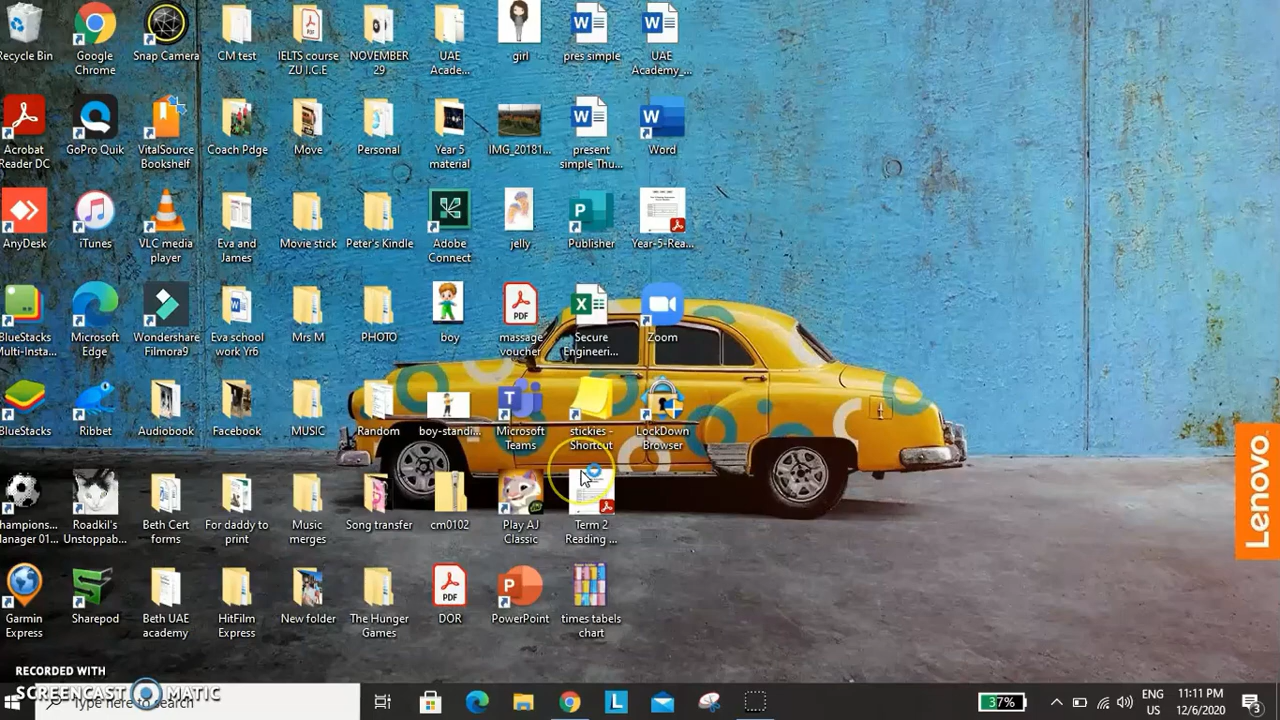 Recycle Bin
Google Chrome
Snap Camera
CM test
IELTS course ZU I.C.E
NOVEMBER 29
UAE Acade...
girl
pres simple
UAE Academy_...
Acrobat Reader DC
GoPro Quik
VitalSource Bookshelf
Coach Pdge
Move
Personal
Year 5 material
IMG_20181...
present simple Thu...
Word
AnyDesk
iTunes
VLC media player
Eva and James
Movie stick
Peter's Kindle
Adobe Connect
jelly
Publisher
Year-5-Rea...
BlueStacks Multi-Insta...
Microsoft Edge
Wondershare Filmora9
Eva school work Yr6
Mrs M
PHOTO
boy
PDF
massage voucher
Secure Engineeri...
Zoom
BlueStacks
Ribbet
Audiobook
Facebook
MUSIC
Random
boy-standi...
Microsoft Teams
stickies - Shortcut
LockDown Browser
hampions... Manager 01...
Roadkil's Unstoppab...
Beth Cert forms
For daddy to print
Music merges
Song transfer
cm0102
Play AJ Classic
Term 2 Reading ...
Lenovo
Garmin Express
Sharepod
Beth UAE academy
HitFilm Express
New folder
The Hunger Games
PDF
DOR
PowerPoint
times tabels chart
RECORDED WITH
SCREENCAST MATIC
Type here to search
37%
ENG
US
11:11 PM
12/6/2020
3